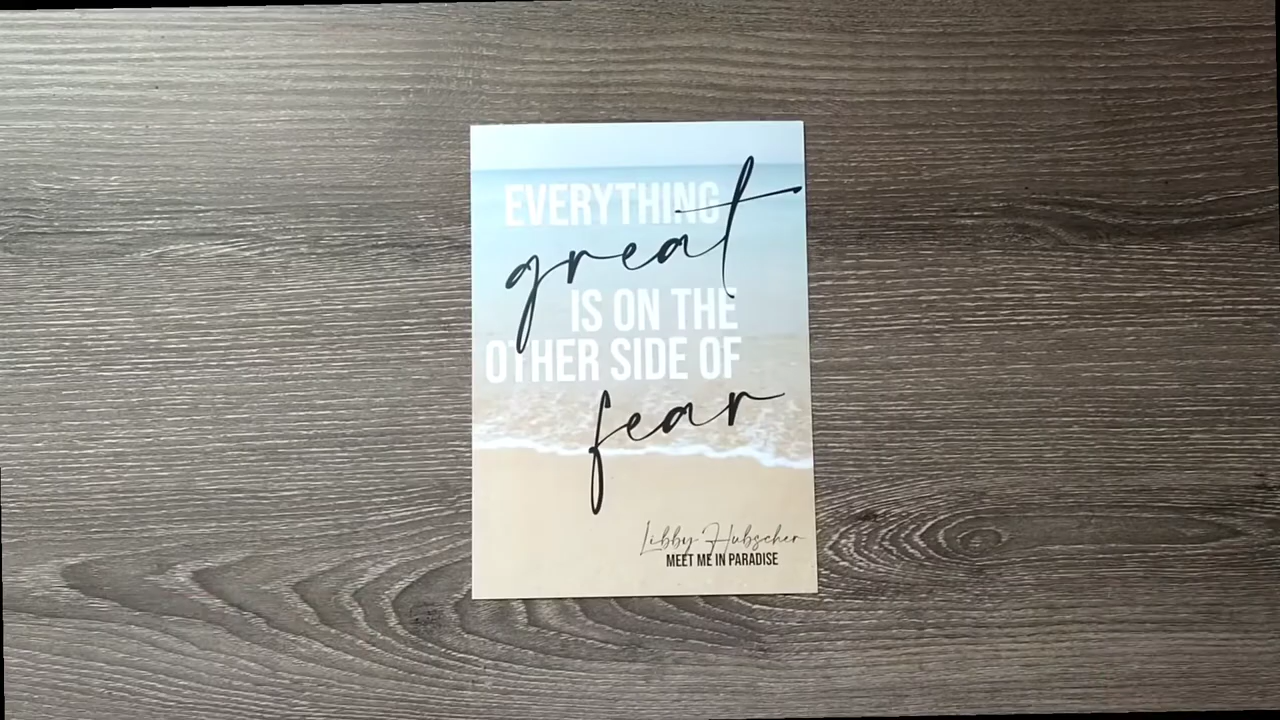 EVERYTHING
great
IS ON THE
OTHER SIDE OF
fear
Libby Hubscher
MEET ME IN PARADISE